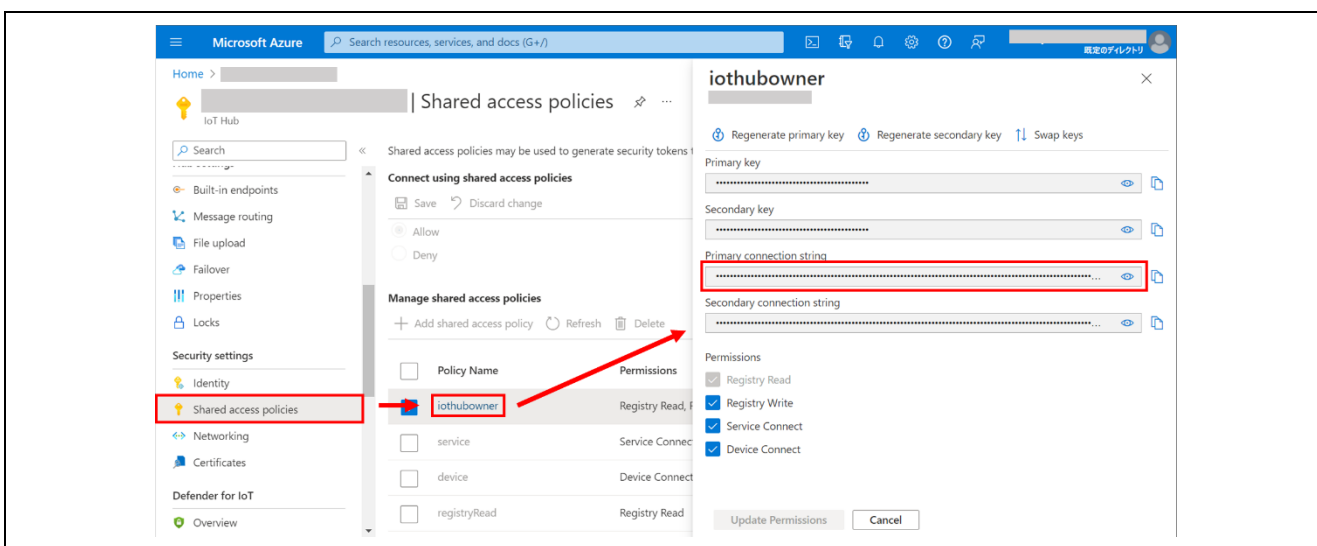 Microsoft Azure
Search resources, services, and docs (G+/)
既定のディレクトリ
Home >
| Shared access policies
IoT Hub
Search
Built-in endpoints
Message routing
File upload
Failover
Properties
Locks
Security settings
Identity
Shared access policies
Networking
Certificates
Defender for IoT
Overview
Shared access policies may be used to generate security tokens
Connect using shared access policies
Save Discard change
Allow
Deny
Manage shared access policies
Add shared access policy Refresh Delete
Policy Name Permissions
iothubowner Registry Read,
service Service Connec
device Device Connect
registryRead Registry Read
iothubowner
Regenerate primary key Regenerate secondary key Swap keys
Primary key
Secondary key
Primary connection string
Secondary connection string
Permissions
Registry Read
Registry Write
Service Connect
Device Connect
Update Permissions Cancel